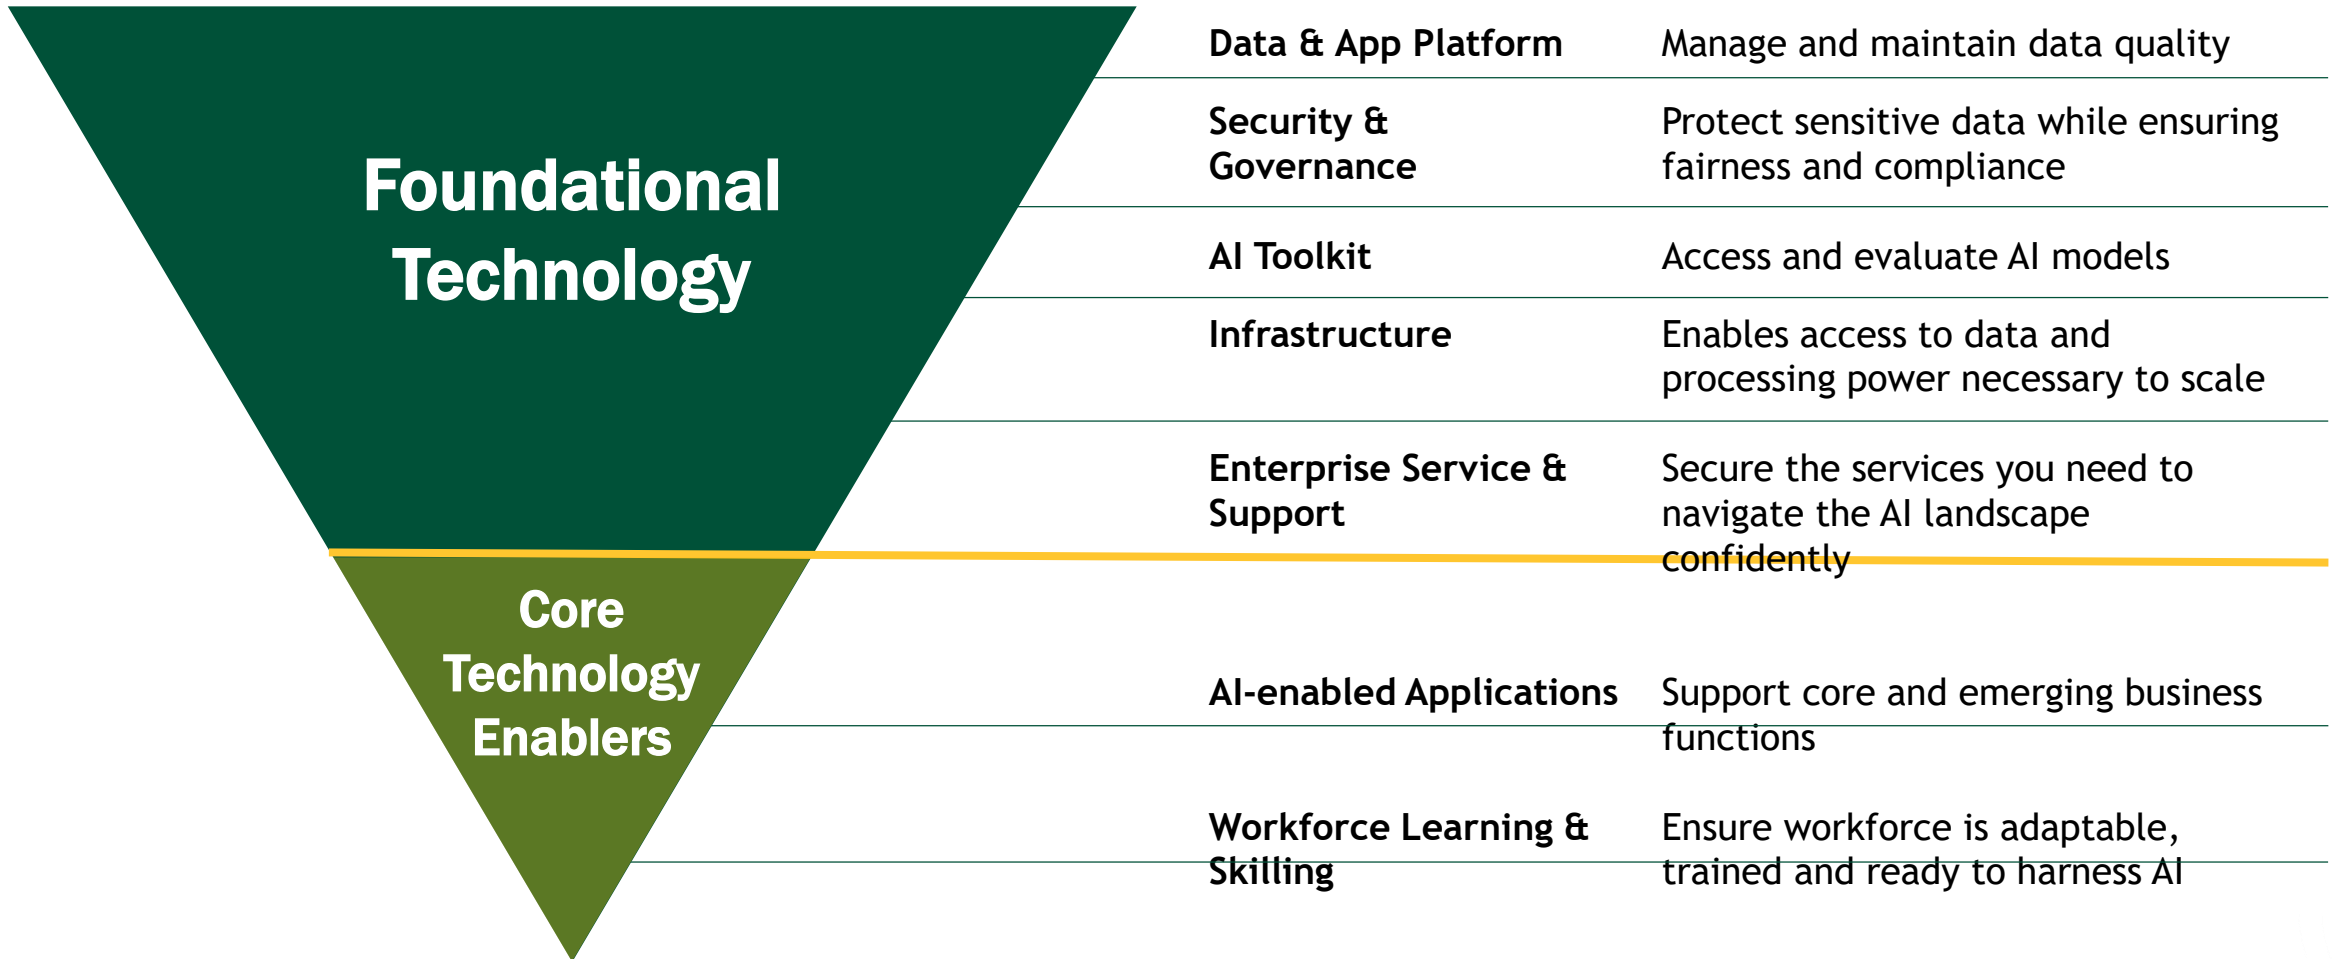 Foundational
Technology
Core
Technology
Enablers
Data & App Platform
Manage and maintain data quality
Security &
Governance
Protect sensitive data while ensuring
fairness and compliance
AI Toolkit
Access and evaluate AI models
Infrastructure
Enables access to data and
processing power necessary to scale
Enterprise Service &
Support
Secure the services you need to
navigate the AI landscape
confidently
AI-enabled Applications
Support core and emerging business
functions
Workforce Learning &
Skilling
Ensure workforce is adaptable,
trained and ready to harness AI